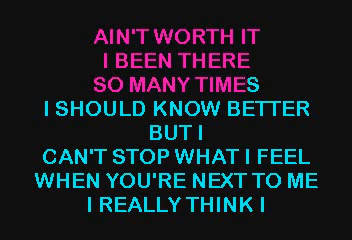 AIN'T WORTH IT
I BEEN THERE
SO MANY TIMES
I SHOULD KNOW BETTER
BUT I
CAN'T STOP WHAT I FEEL
WHEN YOU'RE NEXT TO ME
I REALLY THINK I